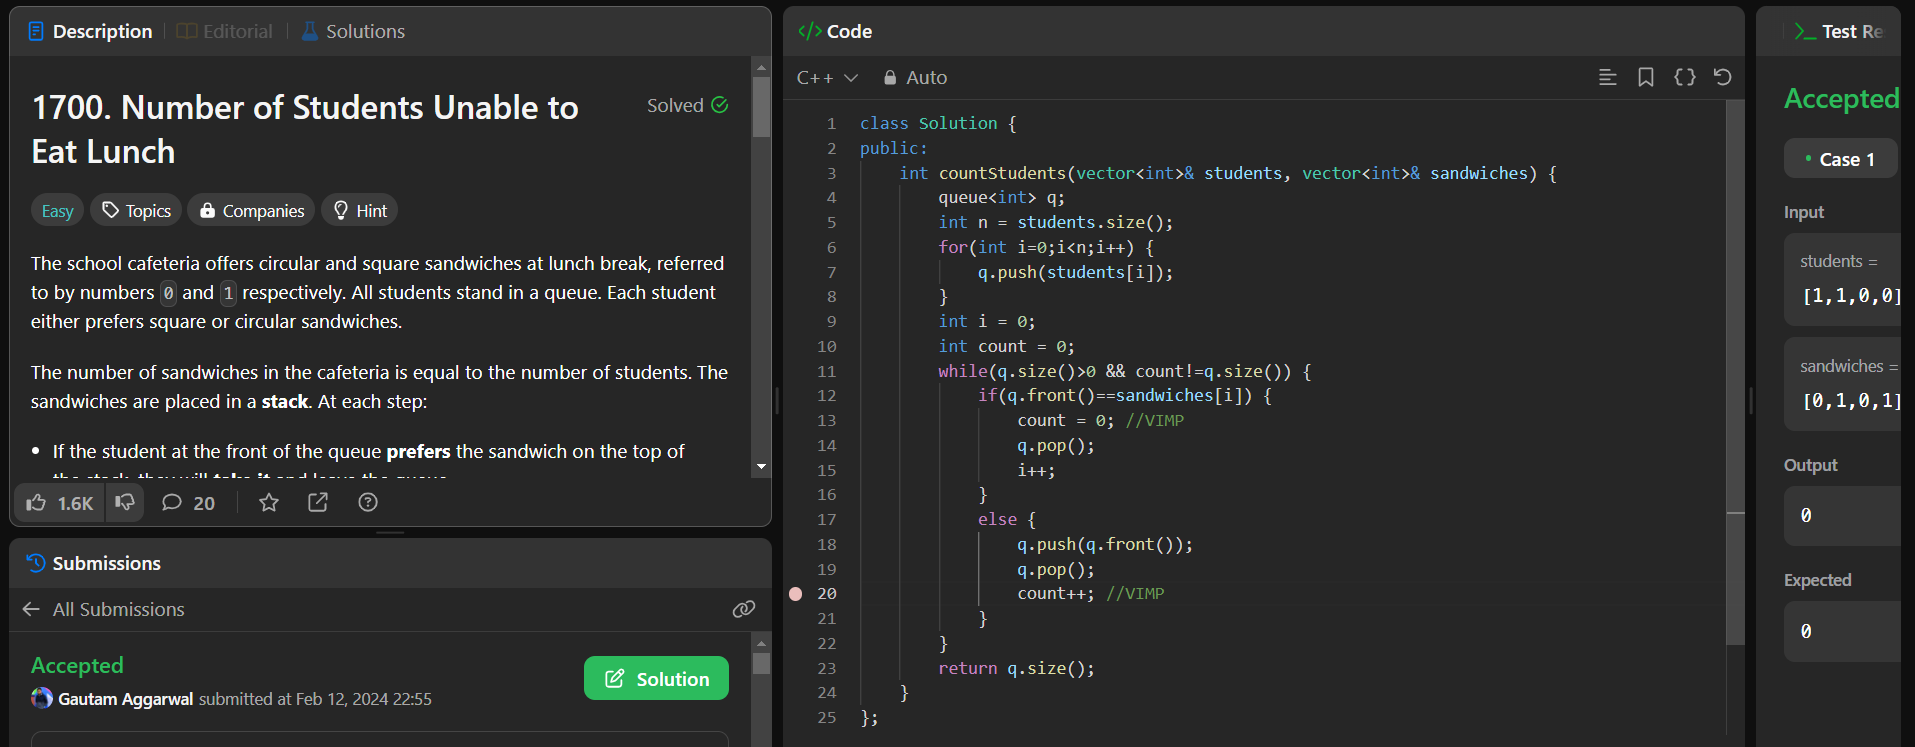 Description
Editorial
Solutions
1700. Number of Students Unable to
Eat Lunch
Solved
Easy
Topics
Companies
Hint
The school cafeteria offers circular and square sandwiches at lunch break, referred
to by numbers 0 and 1 respectively. All students stand in a queue. Each student
either prefers square or circular sandwiches.
The number of sandwiches in the cafeteria is equal to the number of students. The
sandwiches are placed in a stack. At each step:
• If the student at the front of the queue prefers the sandwich on the top of
the stack, they will take it and leave the queue.
1.6K
20
Submissions
All Submissions
Accepted
Gautam Aggarwal submitted at Feb 12, 2024 22:55
Solution
</> Code
C++
Auto
1 class Solution {
2 public:
3 int countStudents(vector<int>& students, vector<int>& sandwiches) {
4 queue<int> q;
5 int n = students.size();
6 for(int i=0;i<n;i++) {
7 q.push(students[i]);
8 }
9 int i = 0;
10 int count = 0;
11 while(q.size()>0 && count!=q.size()) {
12 if(q.front()==sandwiches[i]) {
13 count = 0; //VIMP
14 q.pop();
15 i++;
16 }
17 else {
18 q.push(q.front());
19 q.pop();
20 count++; //VIMP
21 }
22 }
23 return q.size();
24 }
25 };
>_ Test Re
Accepted
• Case 1
Input
students =
[1,1,0,0]
sandwiches =
[0,1,0,1]
Output
0
Expected
0